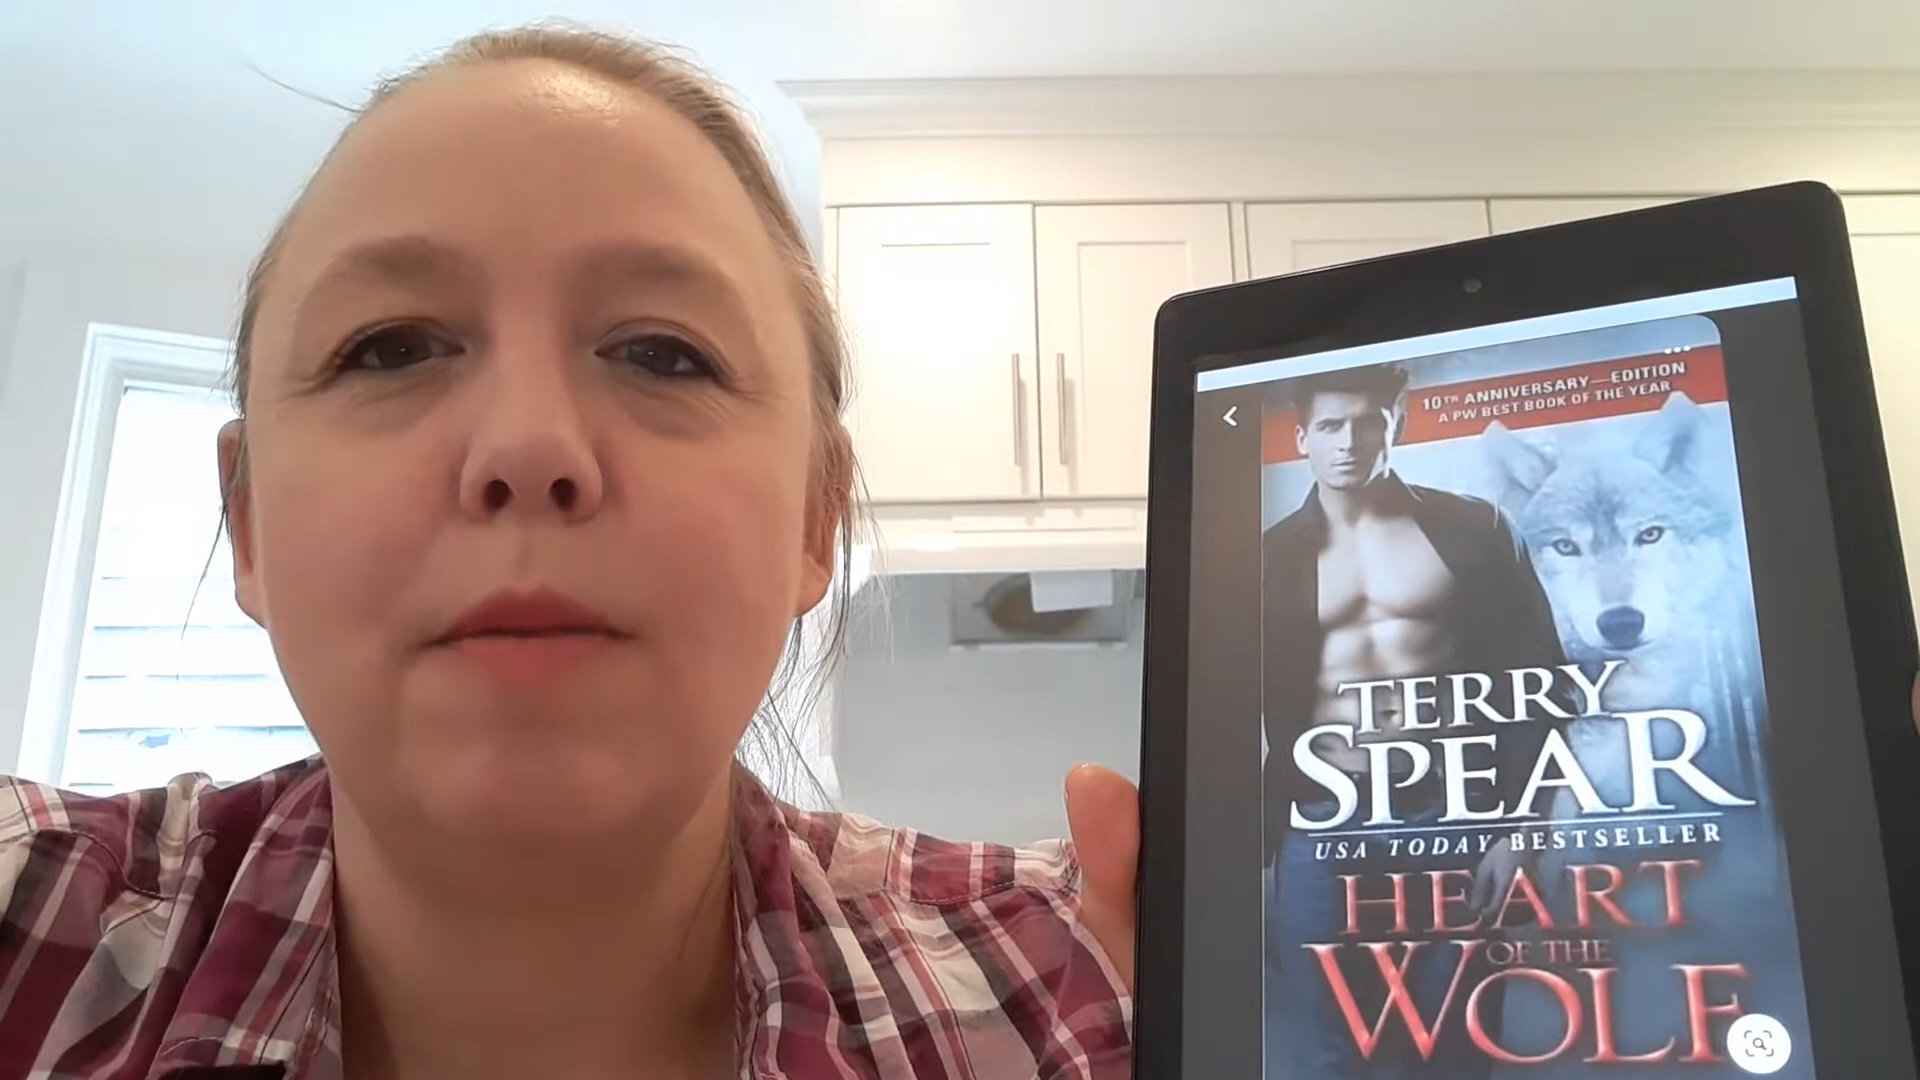 10TH ANNIVERSARY—EDITION
A PW BEST BOOK OF THE YEAR
TERRY
SPEAR
USA TODAY BESTSELLER
HEART
OF THE
WOLF